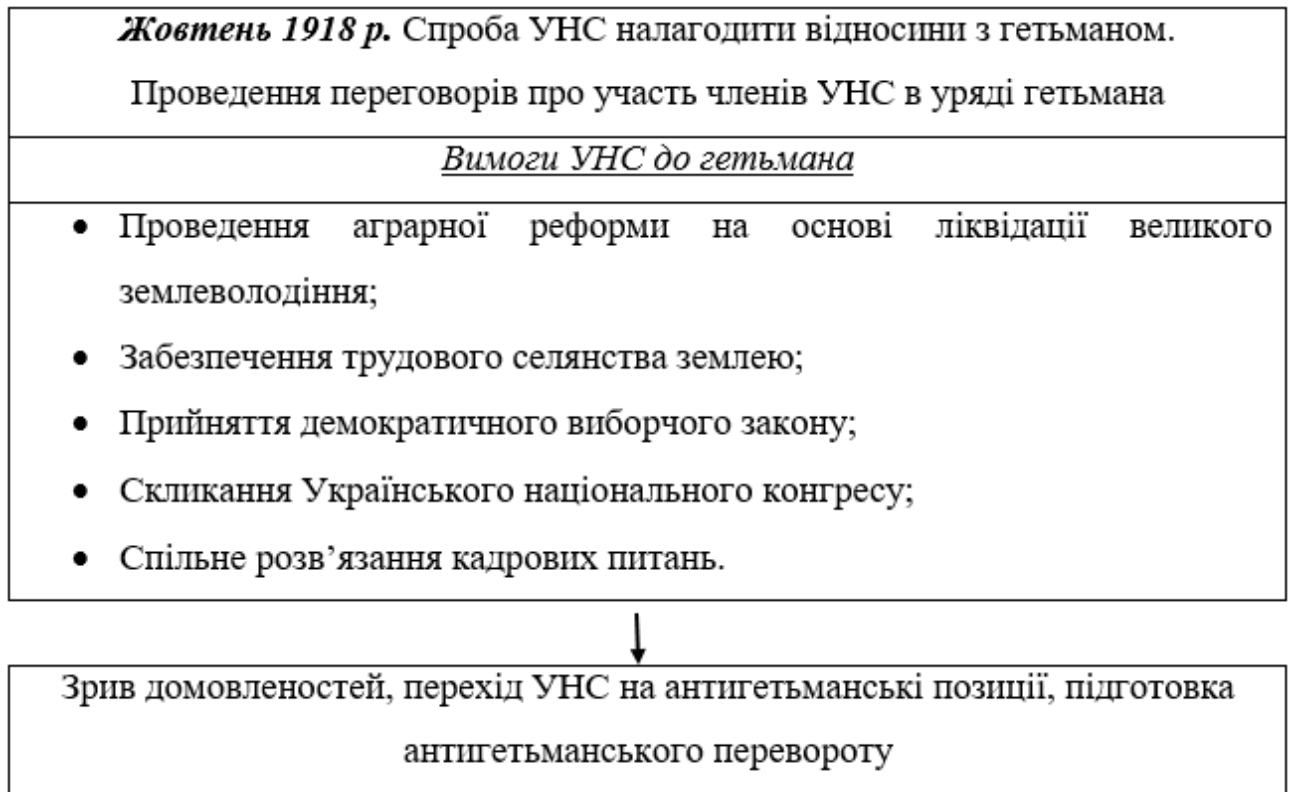 Жовтень 1918 р. Спроба УНС налагодити відносини з гетьманом.
Проведення переговорів про участь членів УНС в уряді гетьмана
Вимоги УНС до гетьмана
• Проведення аграрної реформи на основі ліквідації великого
землеволодіння;
• Забезпечення трудового селянства землею;
• Прийняття демократичного виборчого закону;
• Скликання Українського національного конгресу;
• Спільне розв’язання кадрових питань.
Зрив домовленостей, перехід УНС на антигетьманські позиції, підготовка
антигетьманського перевороту